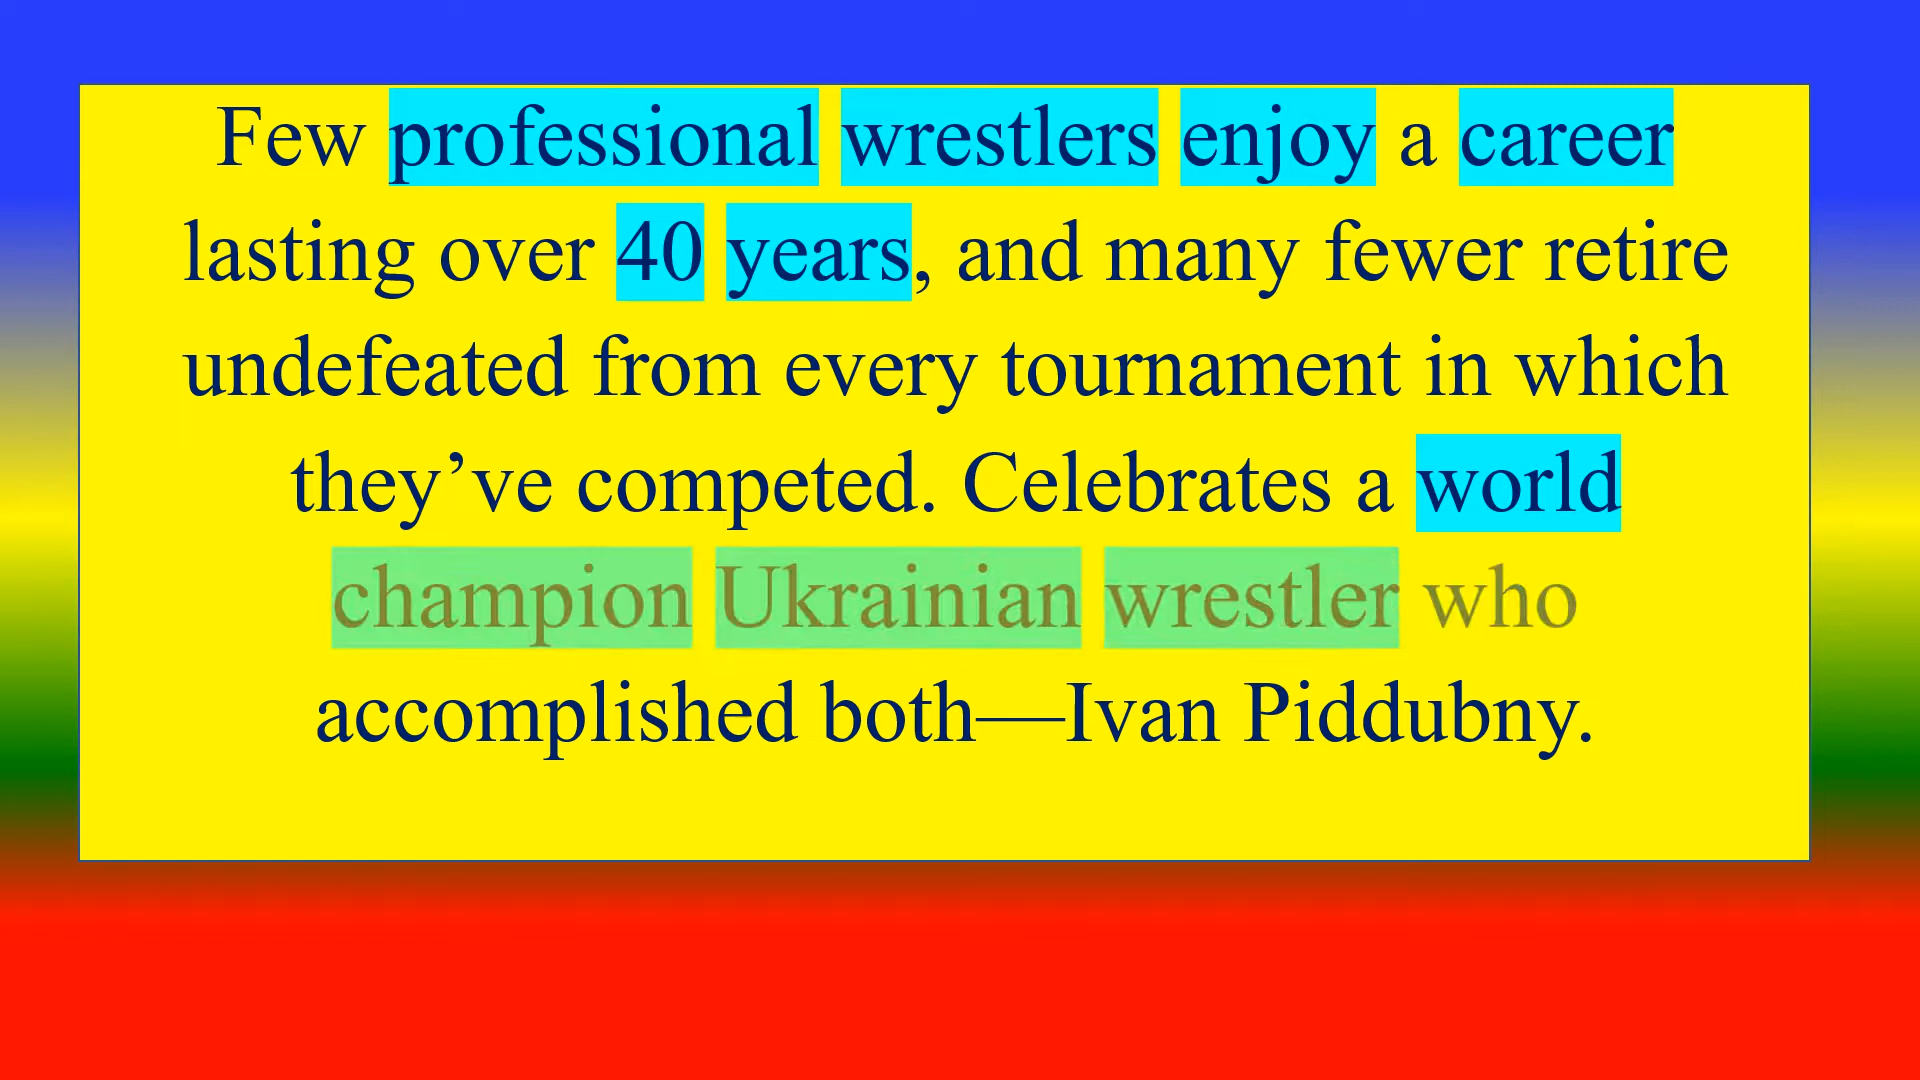 Few professional wrestlers enjoy a career
lasting over 40 years, and many fewer retire
undefeated from every tournament in which
they’ve competed. Celebrates a world
champion Ukrainian wrestler who
accomplished both—Ivan Piddubny.